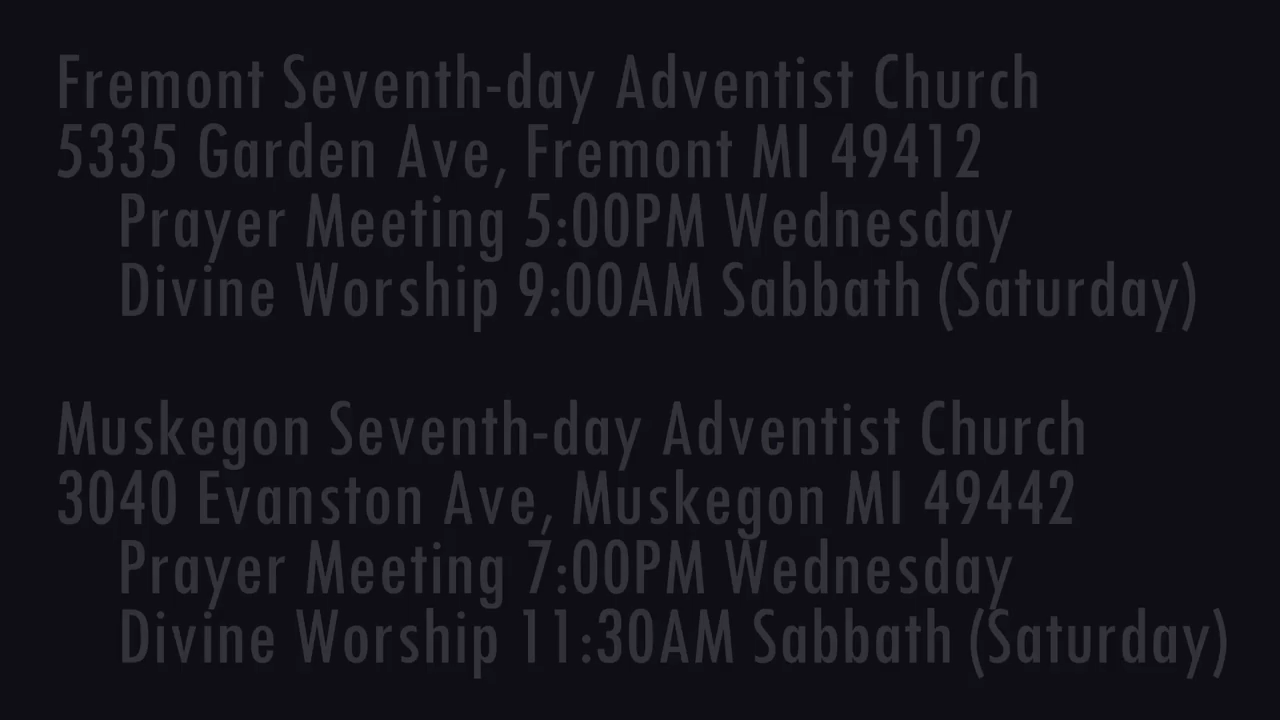 Fremont Seventh-day Adventist Church
5335 Garden Ave, Fremont MI 49412
Prayer Meeting 5:00PM Wednesday
Divine Worship 9:00AM Sabbath (Saturday)
Muskegon Seventh-day Adventist Church
3040 Evanston Ave, Muskegon MI 49442
Prayer Meeting 7:00PM Wednesday
Divine Worship 11:30AM Sabbath (Saturday)